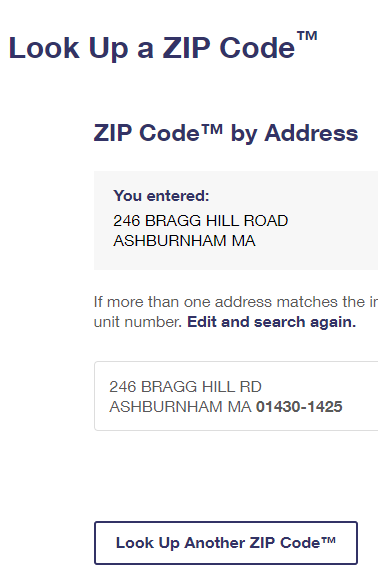 Look Up a ZIP Code™
ZIP Code™ by Address
You entered:
246 BRAGG HILL ROAD
ASHBURNHAM MA
If more than one address matches the
unit number. Edit and search again.
246 BRAGG HILL RD
ASHBURNHAM MA 01430-1425
Look Up Another ZIP Code™